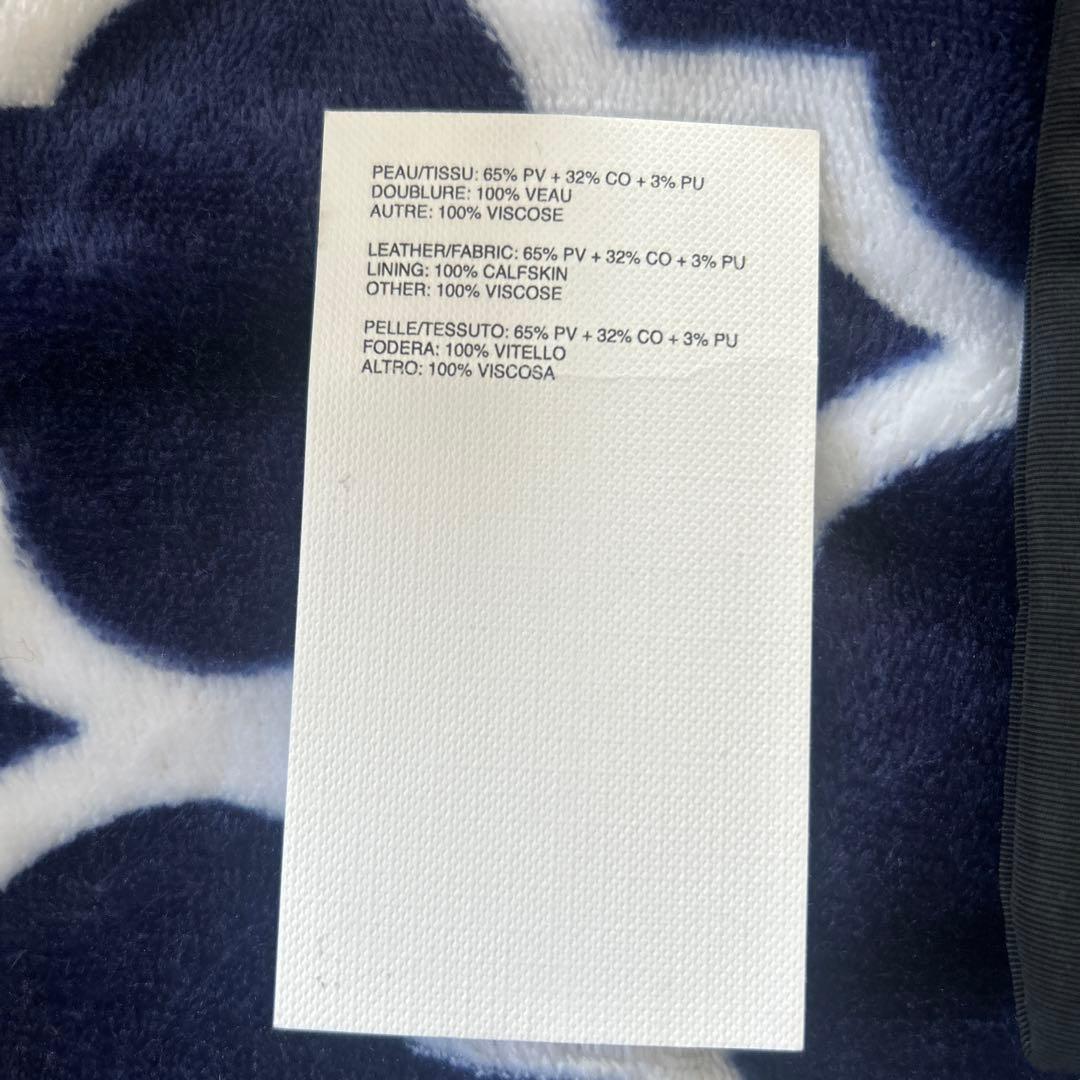 PEAU/TISSU: 65% PV + 32% CO + 3% PU
DOUBLURE: 100% VEAU
AUTRE: 100% VISCOSE
LEATHER/FABRIC: 65% PV + 32% CO + 3% PU
LINING: 100% CALFSKIN
OTHER: 100% VISCOSE
PELLE/TESSUTO: 65% PV + 32% CO + 3% PU
FODERA: 100% VITELLO
ALTRO: 100% VISCOSA